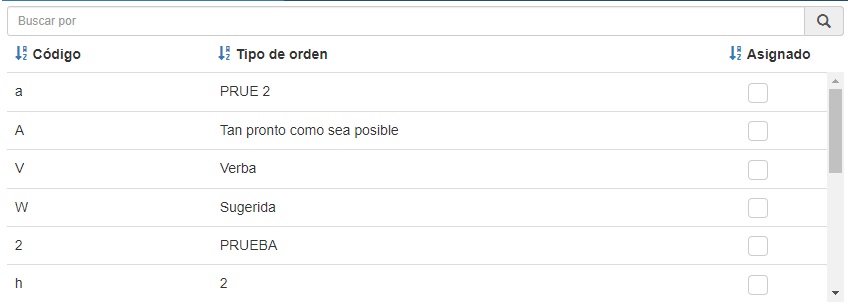 Buscar por
Código Tipo de orden Asignado
a PRUE 2
A Tan pronto como sea posible
V Verba
W Sugerida
2 PRUEBA
h 2